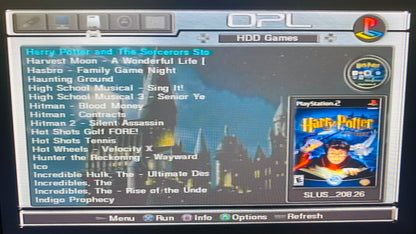 OPL
HDD Games
Harry Potter and The Sorcerors Sto
Harvest Moon - A Wonderful Life [
Hasbro - Family Game Night
Haunting Ground
High School Musical - Sing It!
High School Musical 3 - Senior Ye
Hitman - Blood Money
Hitman - Contracts
Hitman 2 - Silent Assassin
Hot Shots Golf FORE!
Hot Shots Tennis
Hot Wheels - Velocity X
Hunter the Reckoning - Wayward
Ico
Incredible Hulk, The - Ultimate Des
Incredibles, The
Incredibles, The - Rise of the Unde
Indigo Prophecy
PlayStation 2
Harry Potter
SLUS_208.26
Menu
Run
Info
Options
Refresh